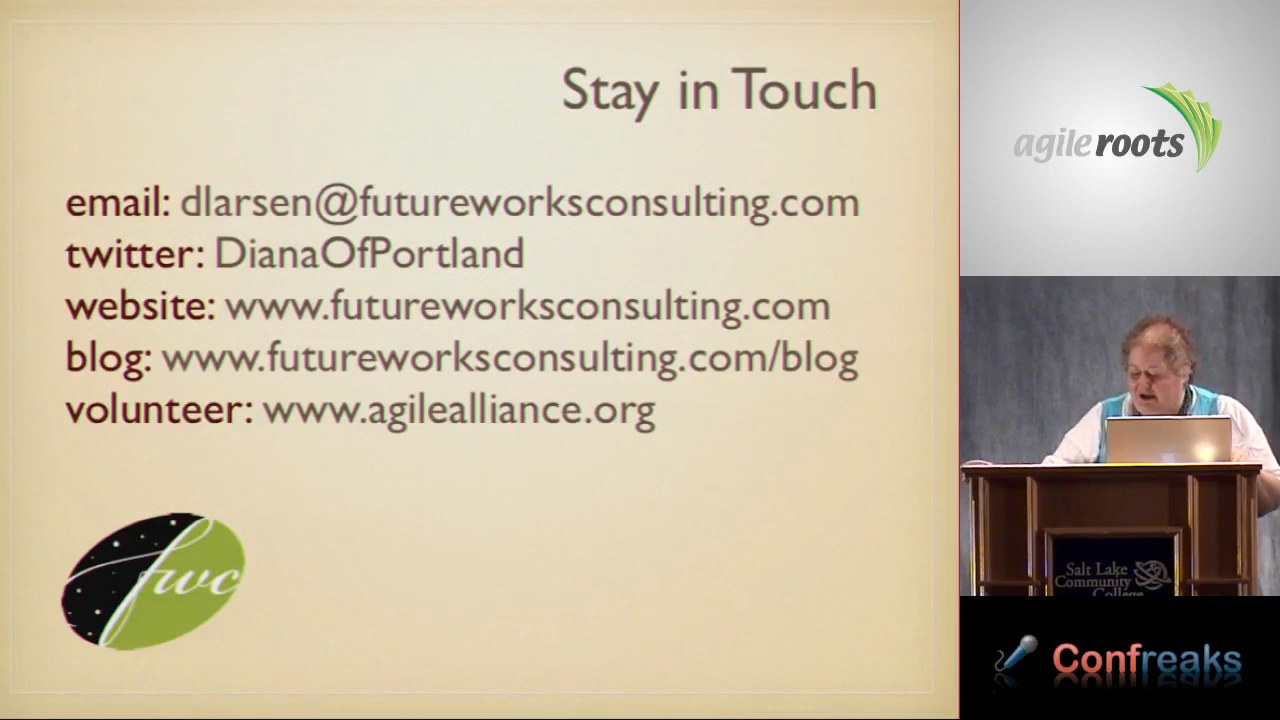 Stay in Touch
email: dlarsen@futureworksconsulting.com
twitter: DianaOfPortland
website: www.futureworksconsulting.com
blog: www.futureworksconsulting.com/blog
volunteer: www.agilealliance.org
fwc
agile roots
Salt Lake
Community
College
Confreaks